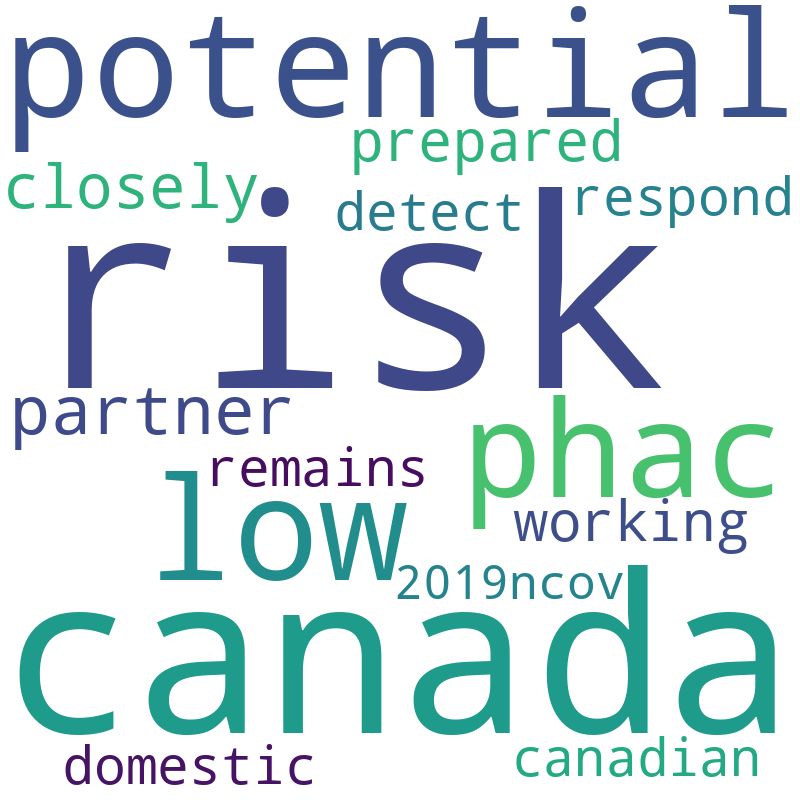 potential
prepared
closely
detect
respond
risk
partner
phac
remains
low
working
2019ncov
canada
domestic
canadian